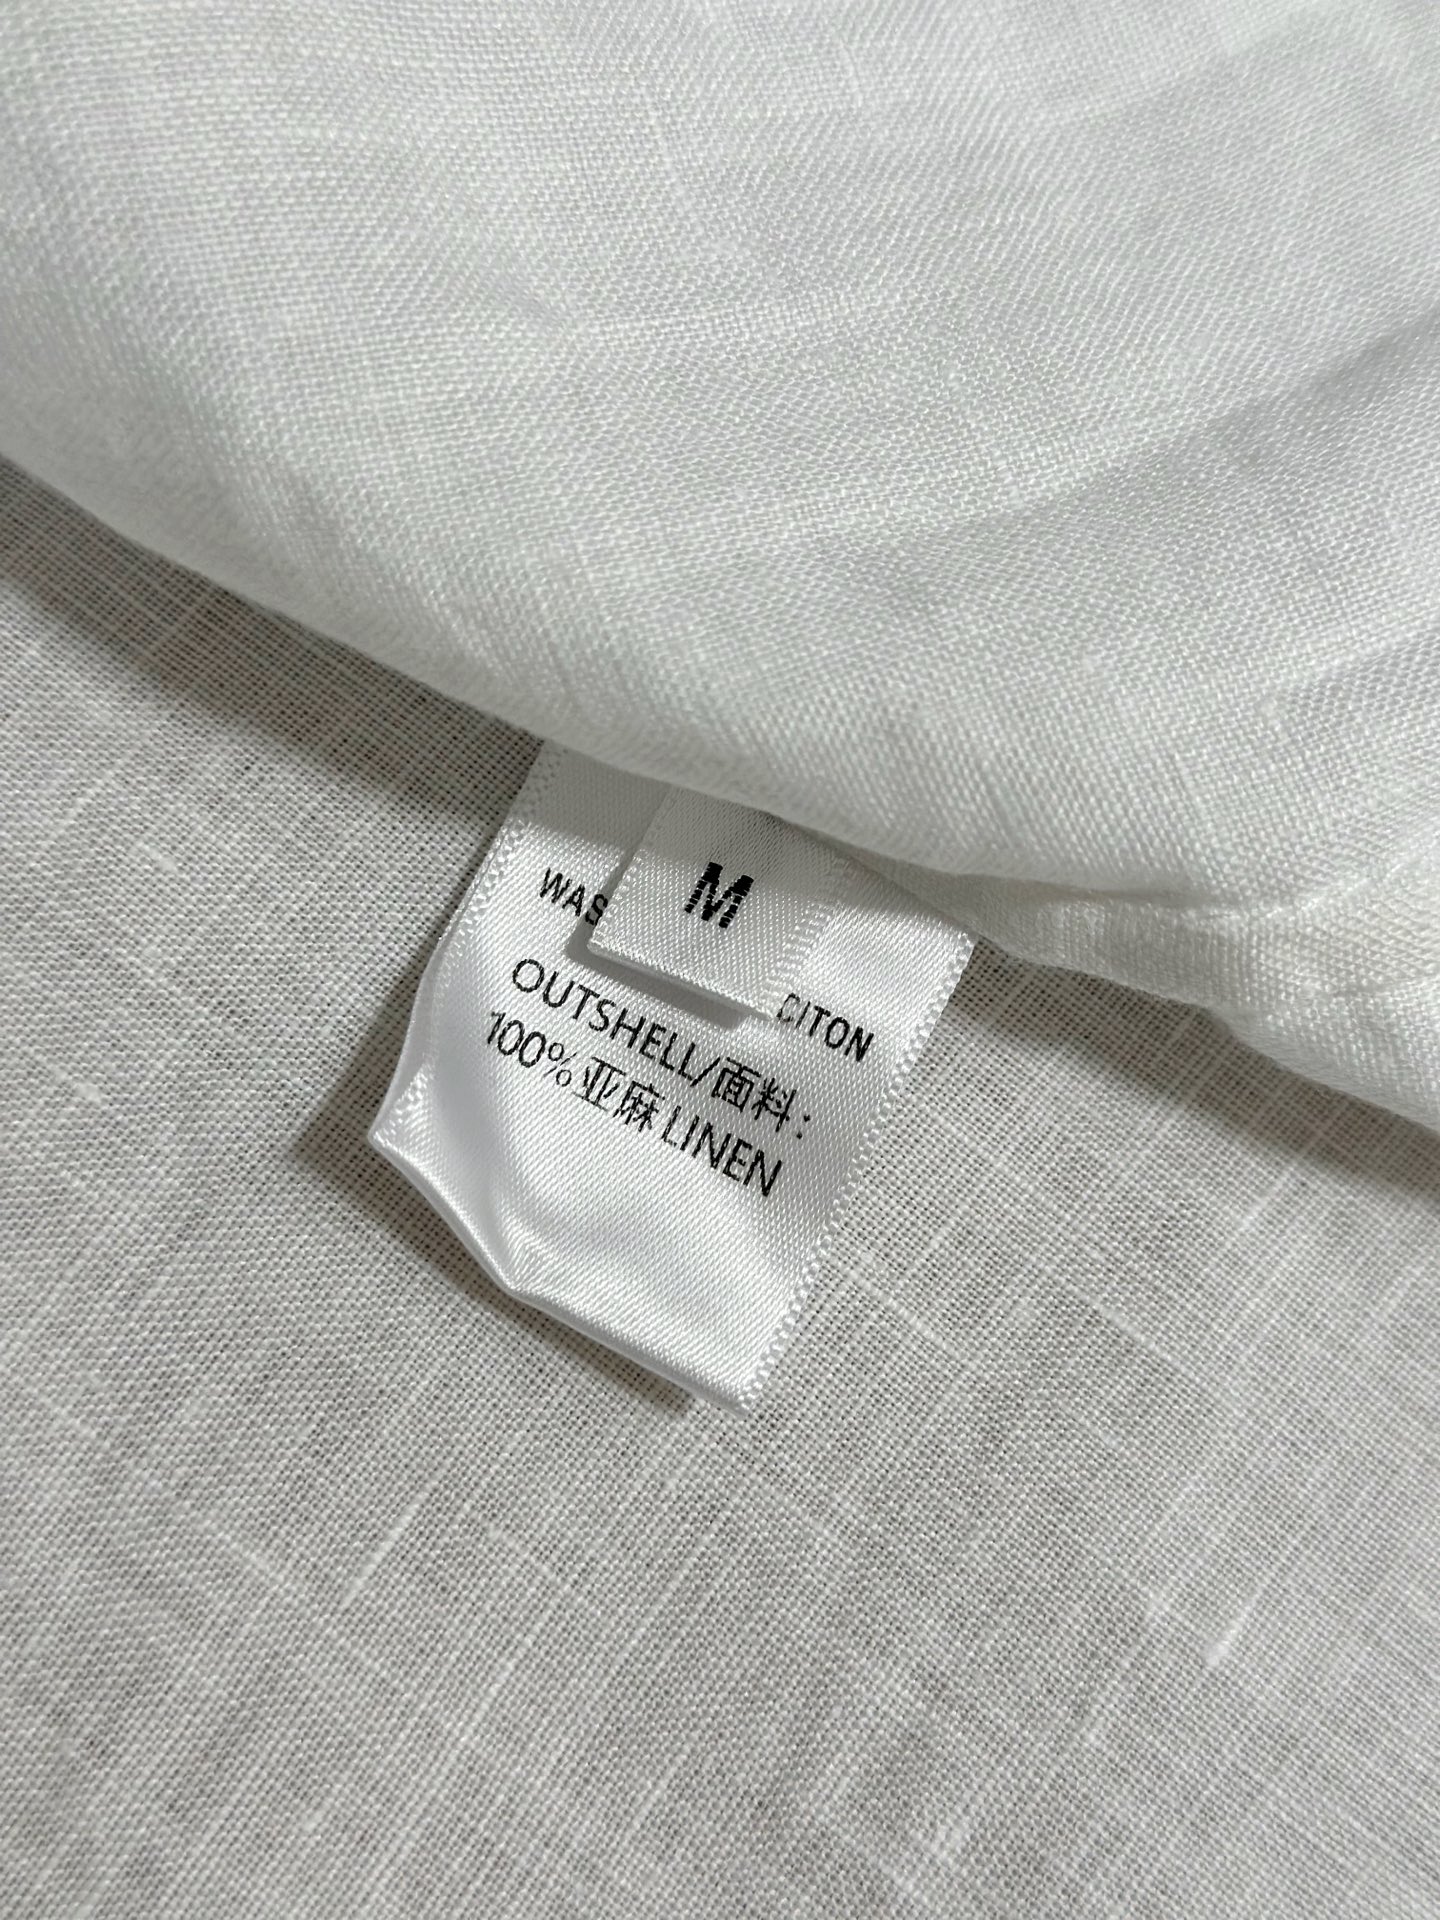 M
WAS CITON
OUTSHELL/面料:
100%亚麻 LINEN